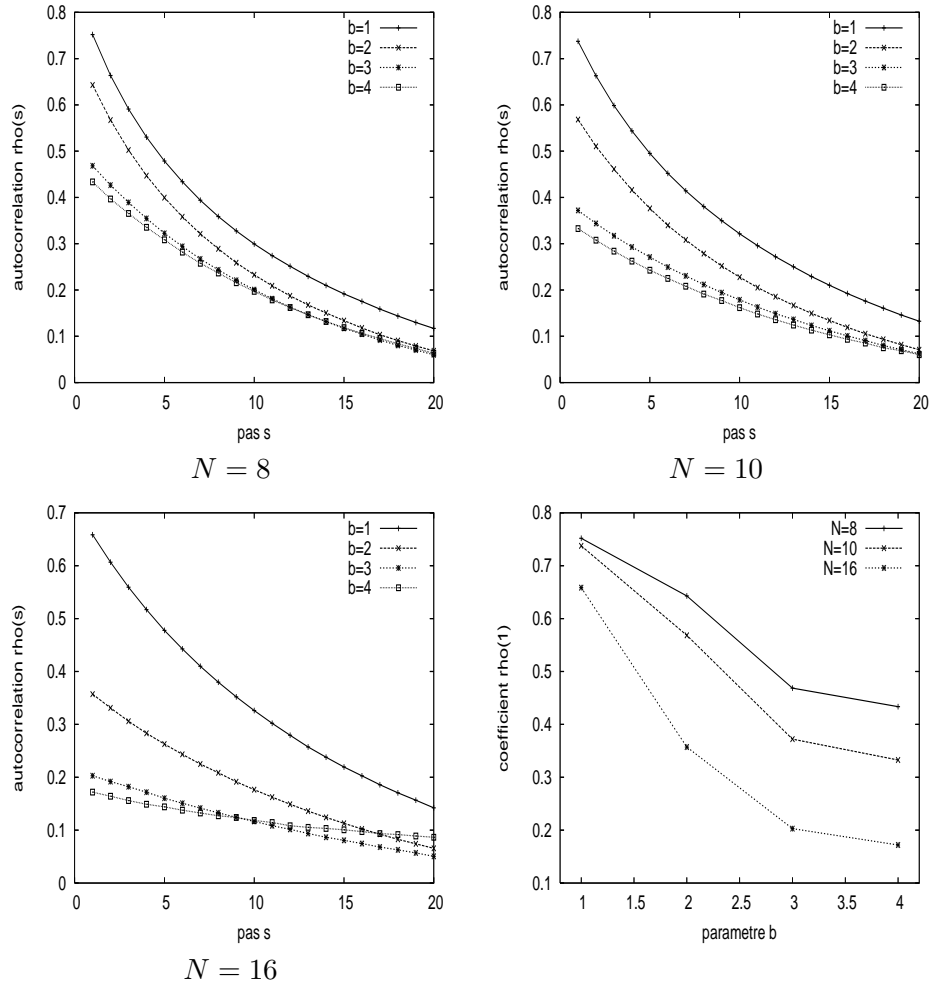 autocorrelation rho(s)
0.8
0.7
0.6
0.5
0.4
0.3
0.2
0.1
0
b=1
b=2
b=3
b=4
0 5 10 15 20
pas s
N = 8
autocorrelation rho(s)
0.8
0.7
0.6
0.5
0.4
0.3
0.2
0.1
0
b=1
b=2
b=3
b=4
0 5 10 15 20
pas s
N = 10
autocorrelation rho(s)
0.7
0.6
0.5
0.4
0.3
0.2
0.1
0
b=1
b=2
b=3
b=4
0 5 10 15 20
pas s
N = 16
coefficient rho(1)
0.8
0.7
0.6
0.5
0.4
0.3
0.2
0.1
N=8
N=10
N=16
1 1.5 2 2.5 3 3.5 4
parametre b